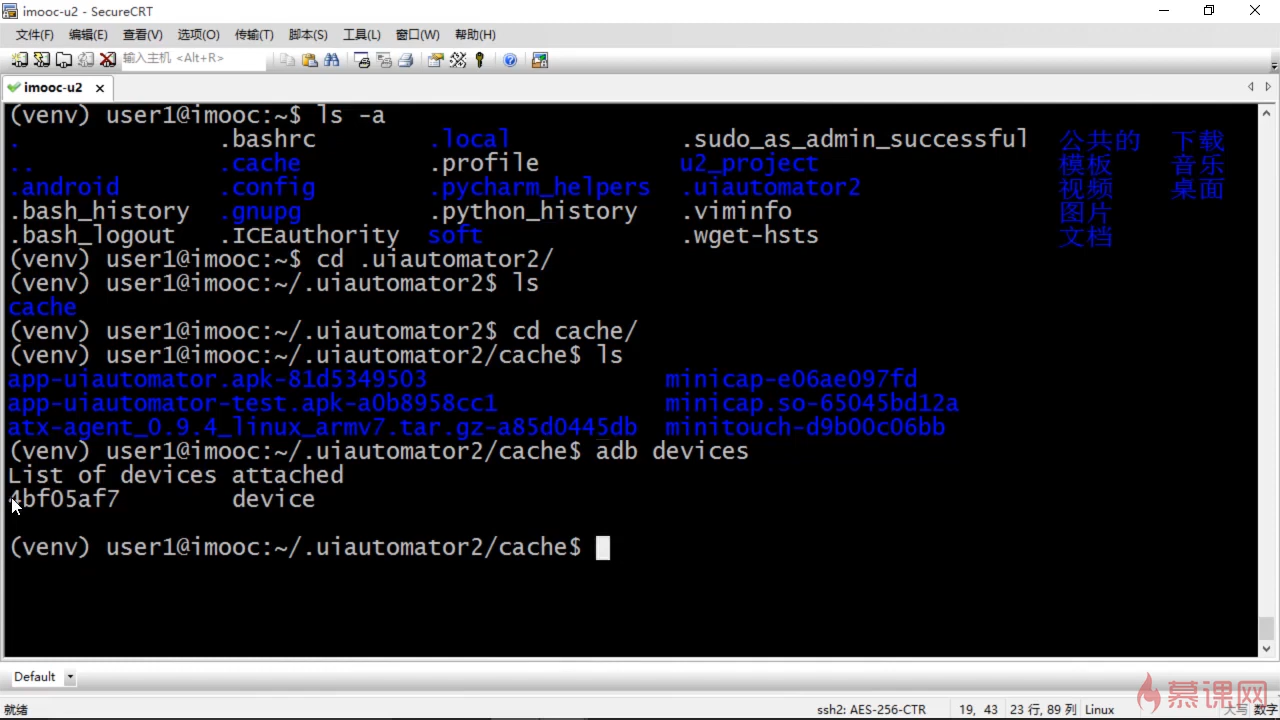 imooc-u2 - SecureCRT
文件(F) 编辑(E) 查看(V) 选项(O) 传输(T) 脚本(S) 工具(L) 窗口(W) 帮助(H)
输入主机 <Alt+R>
imooc-u2
(venv) user1@imooc:~$ ls -a
. .bashrc .local .sudo_as_admin_successful 公共的 下载
.. .cache .profile u2_project 模板 音乐
.android .config .pycharm_helpers .uiautomator2 视频 桌面
.bash_history .gnupg .python_history .viminfo 图片
.bash_logout .ICEauthority soft .wget-hsts 文档
(venv) user1@imooc:~$ cd .uiautomator2/
(venv) user1@imooc:~/.uiautomator2$ ls
cache
(venv) user1@imooc:~/.uiautomator2$ cd cache/
(venv) user1@imooc:~/.uiautomator2/cache$ ls
app-uiautomator.apk-81d5349503 minicap-e06ae097fd
app-uiautomator-test.apk-a0b8958cc1 minicap.so-65045bd12a
atx-agent_0.9.4_linux_armv7.tar.gz-a85d0445db minitouch-d9b00c06bb
(venv) user1@imooc:~/.uiautomator2/cache$ adb devices
List of devices attached
4bf05af7 device
(venv) user1@imooc:~/.uiautomator2/cache$
Default
慕课网
就绪 ssh2: AES-256-CTR 19, 43 23 行, 89 列 Linux 大写 数字